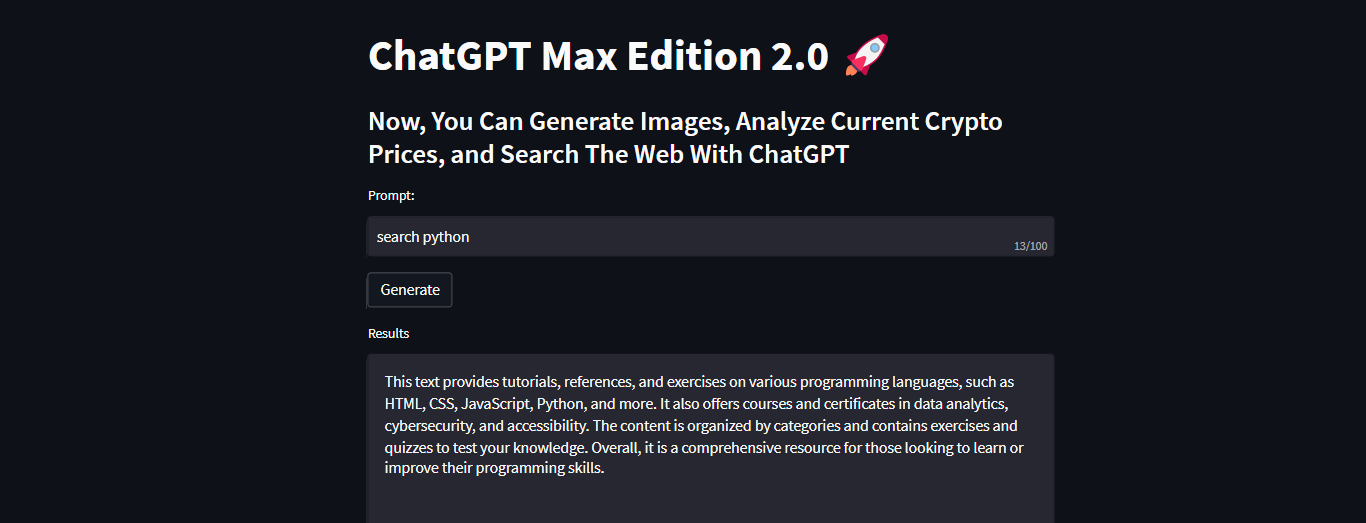 ChatGPT Max Edition 2.0 🚀
Now, You Can Generate Images, Analyze Current Crypto
Prices, and Search The Web With ChatGPT
Prompt:
search python
13/100
Generate
Results
This text provides tutorials, references, and exercises on various programming languages, such as
HTML, CSS, JavaScript, Python, and more. It also offers courses and certificates in data analytics,
cybersecurity, and accessibility. The content is organized by categories and contains exercises and
quizzes to test your knowledge. Overall, it is a comprehensive resource for those looking to learn or
improve their programming skills.